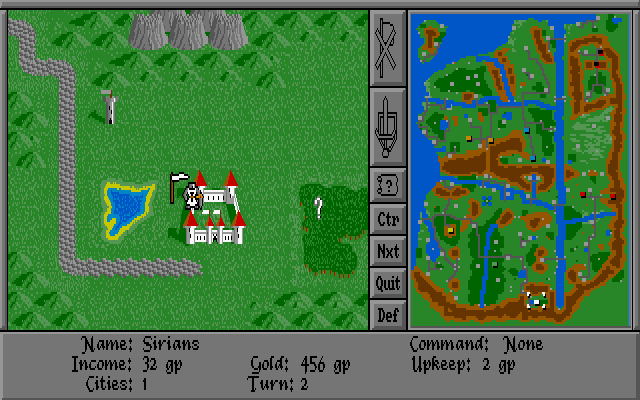 ?
Ctr
Nxt
Quit
Def
Name: Sirians
Command: None
Income: 32 gp
Gold: 456 gp
Upkeep: 2 gp
Cities: 1
Turn: 2